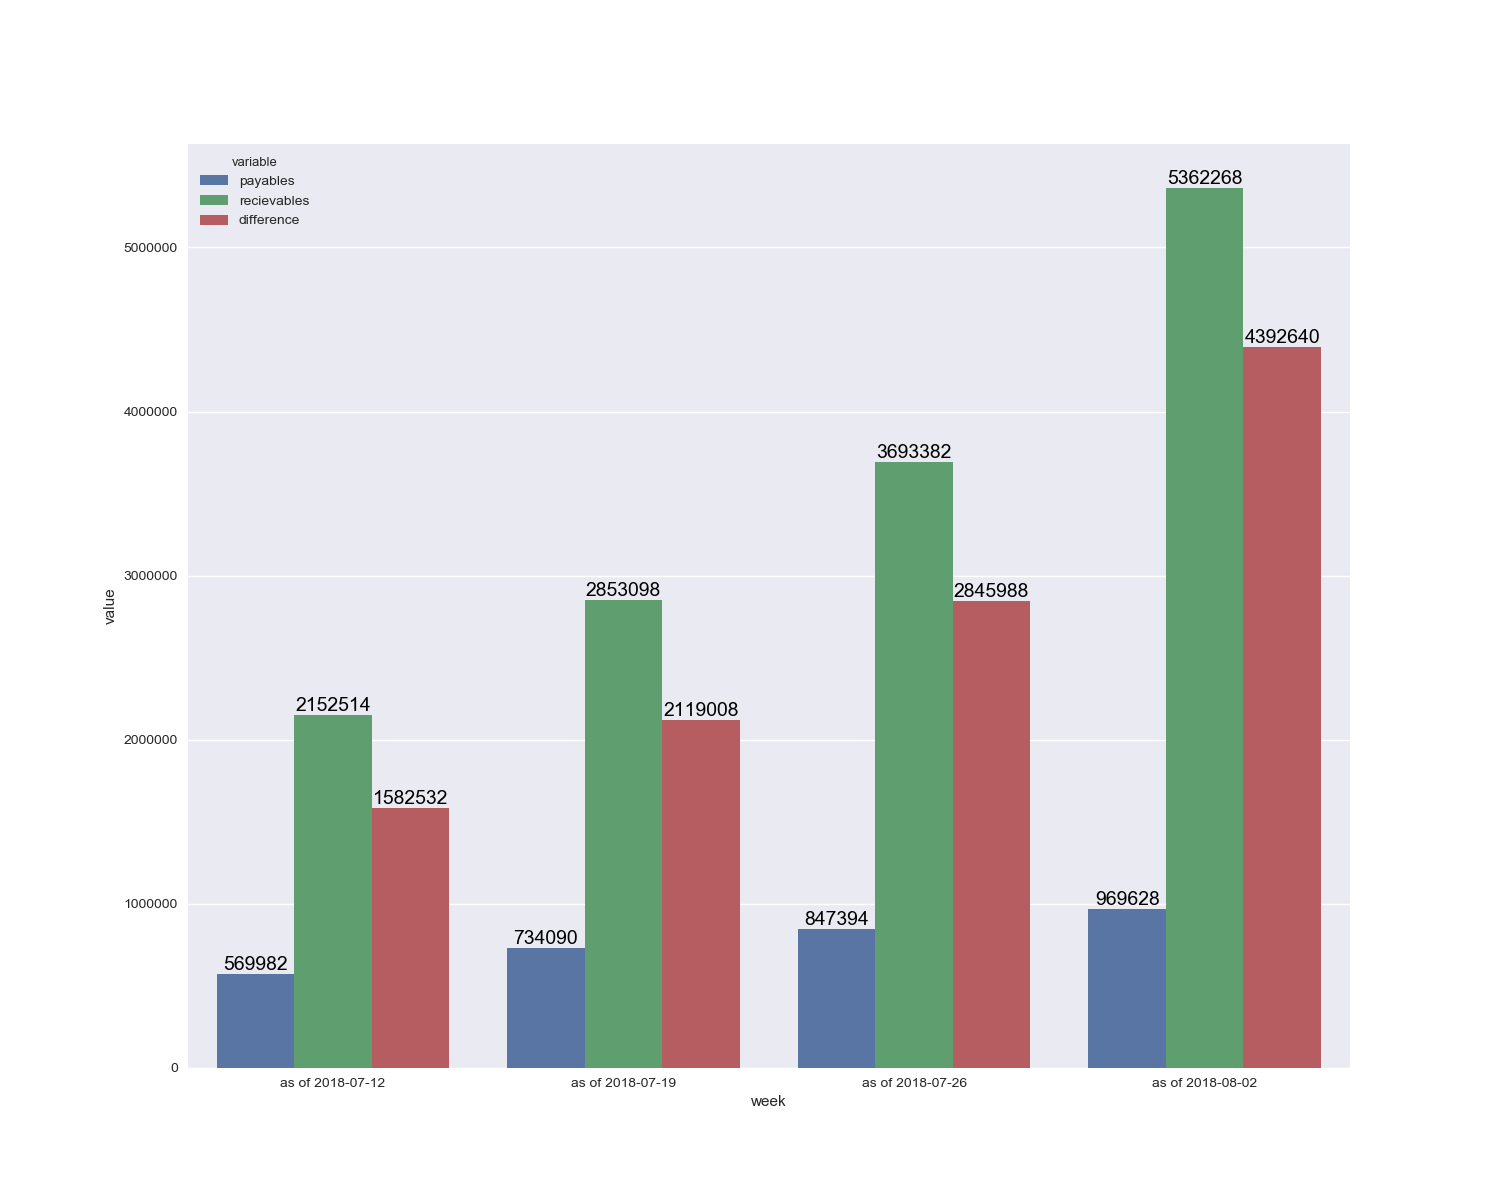 variable
payables
recievables
difference
5362268
5000000
4392640
4000000
3693382
3000000
2853098
2845988
value
2152514
2119008
2000000
1582532
1000000
969628
847394
734090
569982
0
as of 2018-07-12
as of 2018-07-19
as of 2018-07-26
as of 2018-08-02
week